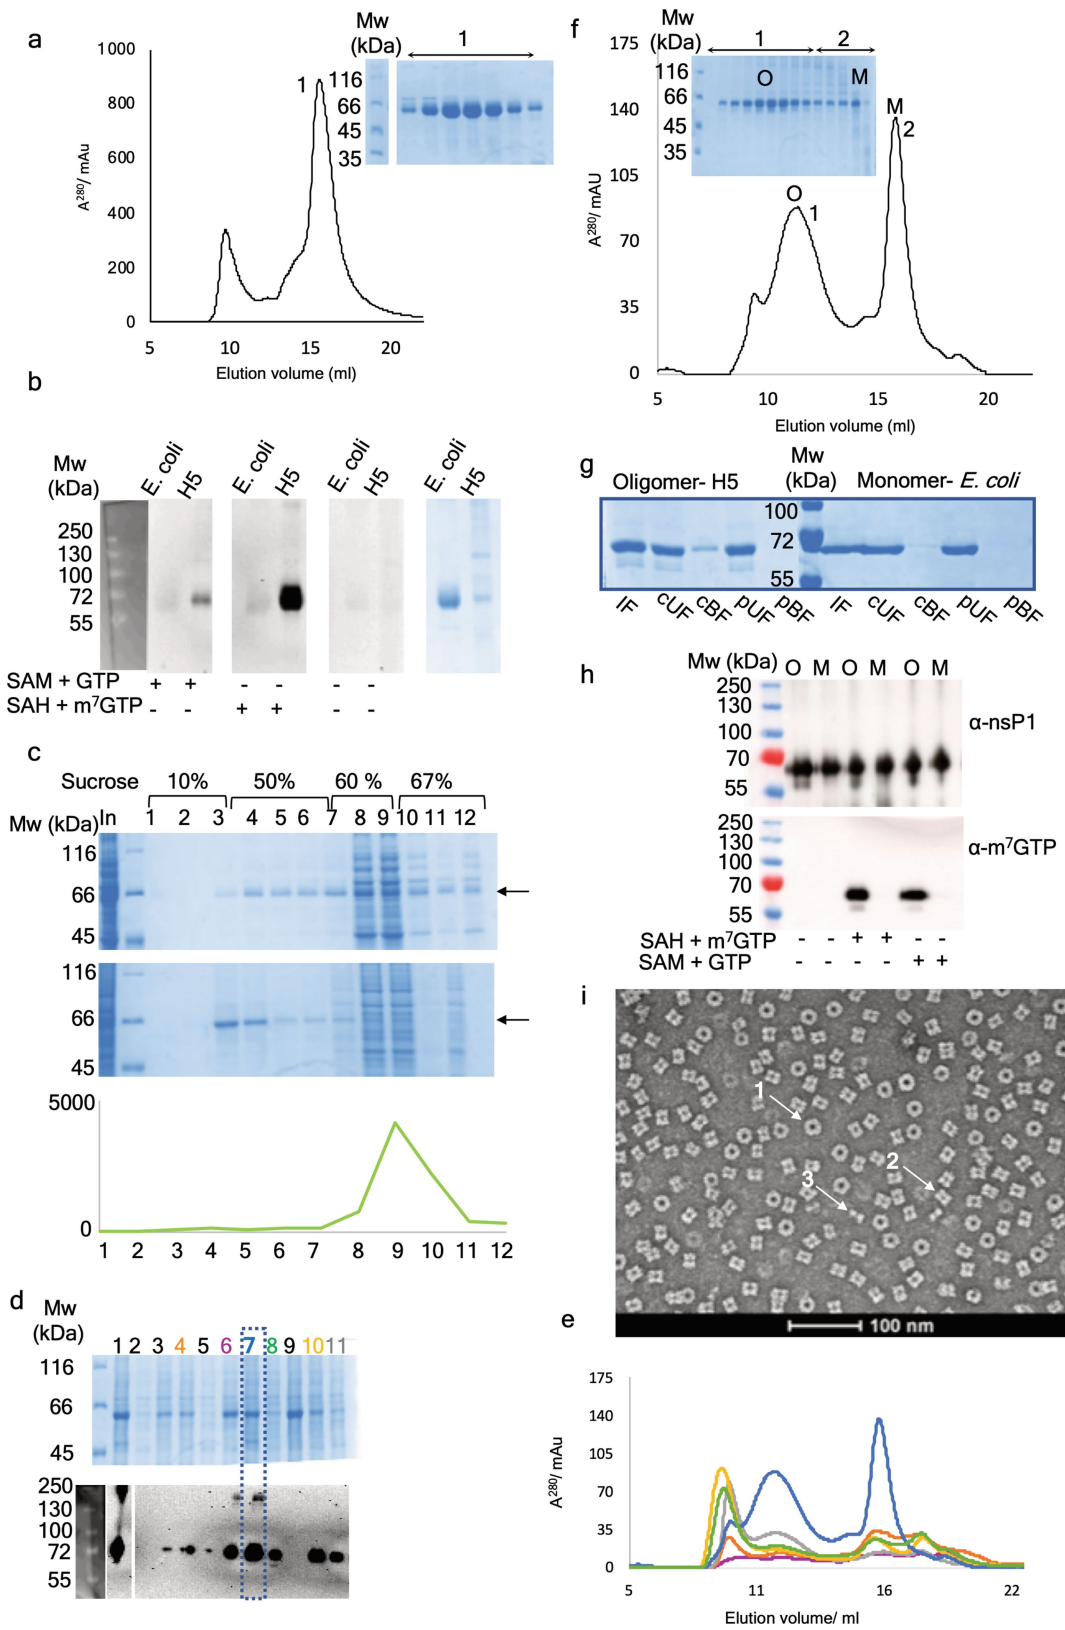 a
1000
800
600
400
200
0
A²⁸⁰/ mAu
5 10 15 20
Elution volume (ml)
1
Mw
(kDa)
1
116
66
45
35
f
175
140
105
70
35
0
A²⁸⁰/ mAU
5 10 15 20
Elution volume (ml)
Mw
(kDa)
1 2
116
66
45
35
O M
O
1
M
2
b
Mw
(kDa)
E. coli H5 E. coli H5 E. coli H5 E. coli H5
250
130
100
72
55
SAM + GTP + + - - - -
SAH + m⁷GTP - - + + - -
g
Oligomer- H5
Mw
(kDa)
Monomer- E. coli
100
72
55
IF cUF cBF pUF pBF IF cUF cBF pUF pBF
c
Sucrose 10% 50% 60 % 67%
Mw (kDa) In 1 2 3 4 5 6 7 8 9 10 11 12
116
66
45
116
66
45
5000
0
1 2 3 4 5 6 7 8 9 10 11 12
h
Mw (kDa) O M O M O M
250
130
100
70
55
α-nsP1
250
130
100
70
55
α-m⁷GTP
SAH + m⁷GTP - - + + - -
SAM + GTP - - - - + +
i
1
2
3
100 nm
d
Mw
(kDa)
1 2 3 4 5 6 7 8 9 10 11
116
66
45
250
130
100
72
55
e
175
140
105
70
35
0
A²⁸⁰/ mAu
5 11 16 22
Elution volume/ ml